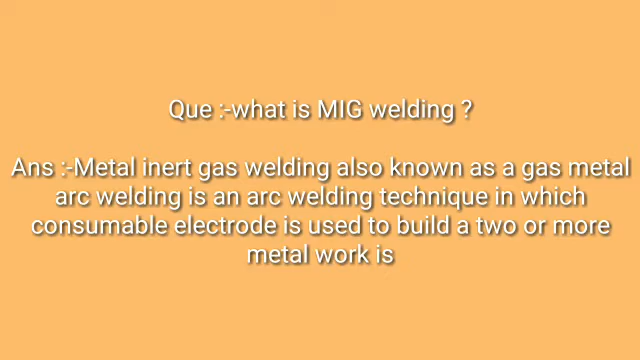 Que :-what is MIG welding ?
Ans :-Metal inert gas welding also known as a gas metal
arc welding is an arc welding technique in which
consumable electrode is used to build a two or more
metal work is